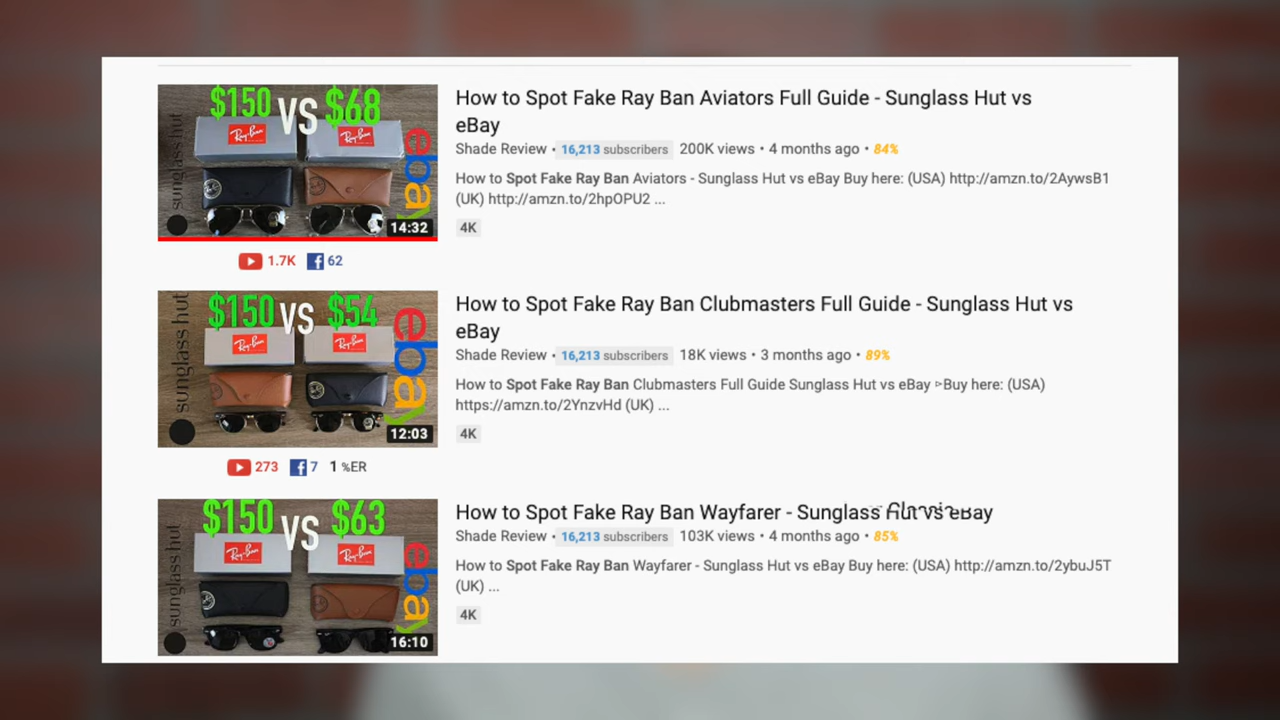 $150 VS $68
Ray-Ban
Ray-Ban
sunglass hut
ebay
14:32
How to Spot Fake Ray Ban Aviators Full Guide - Sunglass Hut vs
eBay
Shade Review • 16,213 subscribers 200K views • 4 months ago • 84%
How to Spot Fake Ray Ban Aviators - Sunglass Hut vs eBay Buy here: (USA) http://amzn.to/2AywsB1
(UK) http://amzn.to/2hpOPU2 ...
4K
1.7K 62
$150 VS $54
Ray-Ban
Ray-Ban
sunglass hut
ebay
12:03
How to Spot Fake Ray Ban Clubmasters Full Guide - Sunglass Hut vs
eBay
Shade Review • 16,213 subscribers 18K views • 3 months ago • 89%
How to Spot Fake Ray Ban Clubmasters Full Guide Sunglass Hut vs eBay ▹Buy here: (USA)
https://amzn.to/2YnzvHd (UK) ...
4K
273 7 1 %ER
$150 VS $63
Ray-Ban
Ray-Ban
sunglass hut
ebay
16:10
How to Spot Fake Ray Ban Wayfarer - Sunglass Hut vs eBay
Shade Review • 16,213 subscribers 103K views • 4 months ago • 85%
How to Spot Fake Ray Ban Wayfarer - Sunglass Hut vs eBay Buy here: (USA) http://amzn.to/2ybuJ5T
(UK) ...
4K